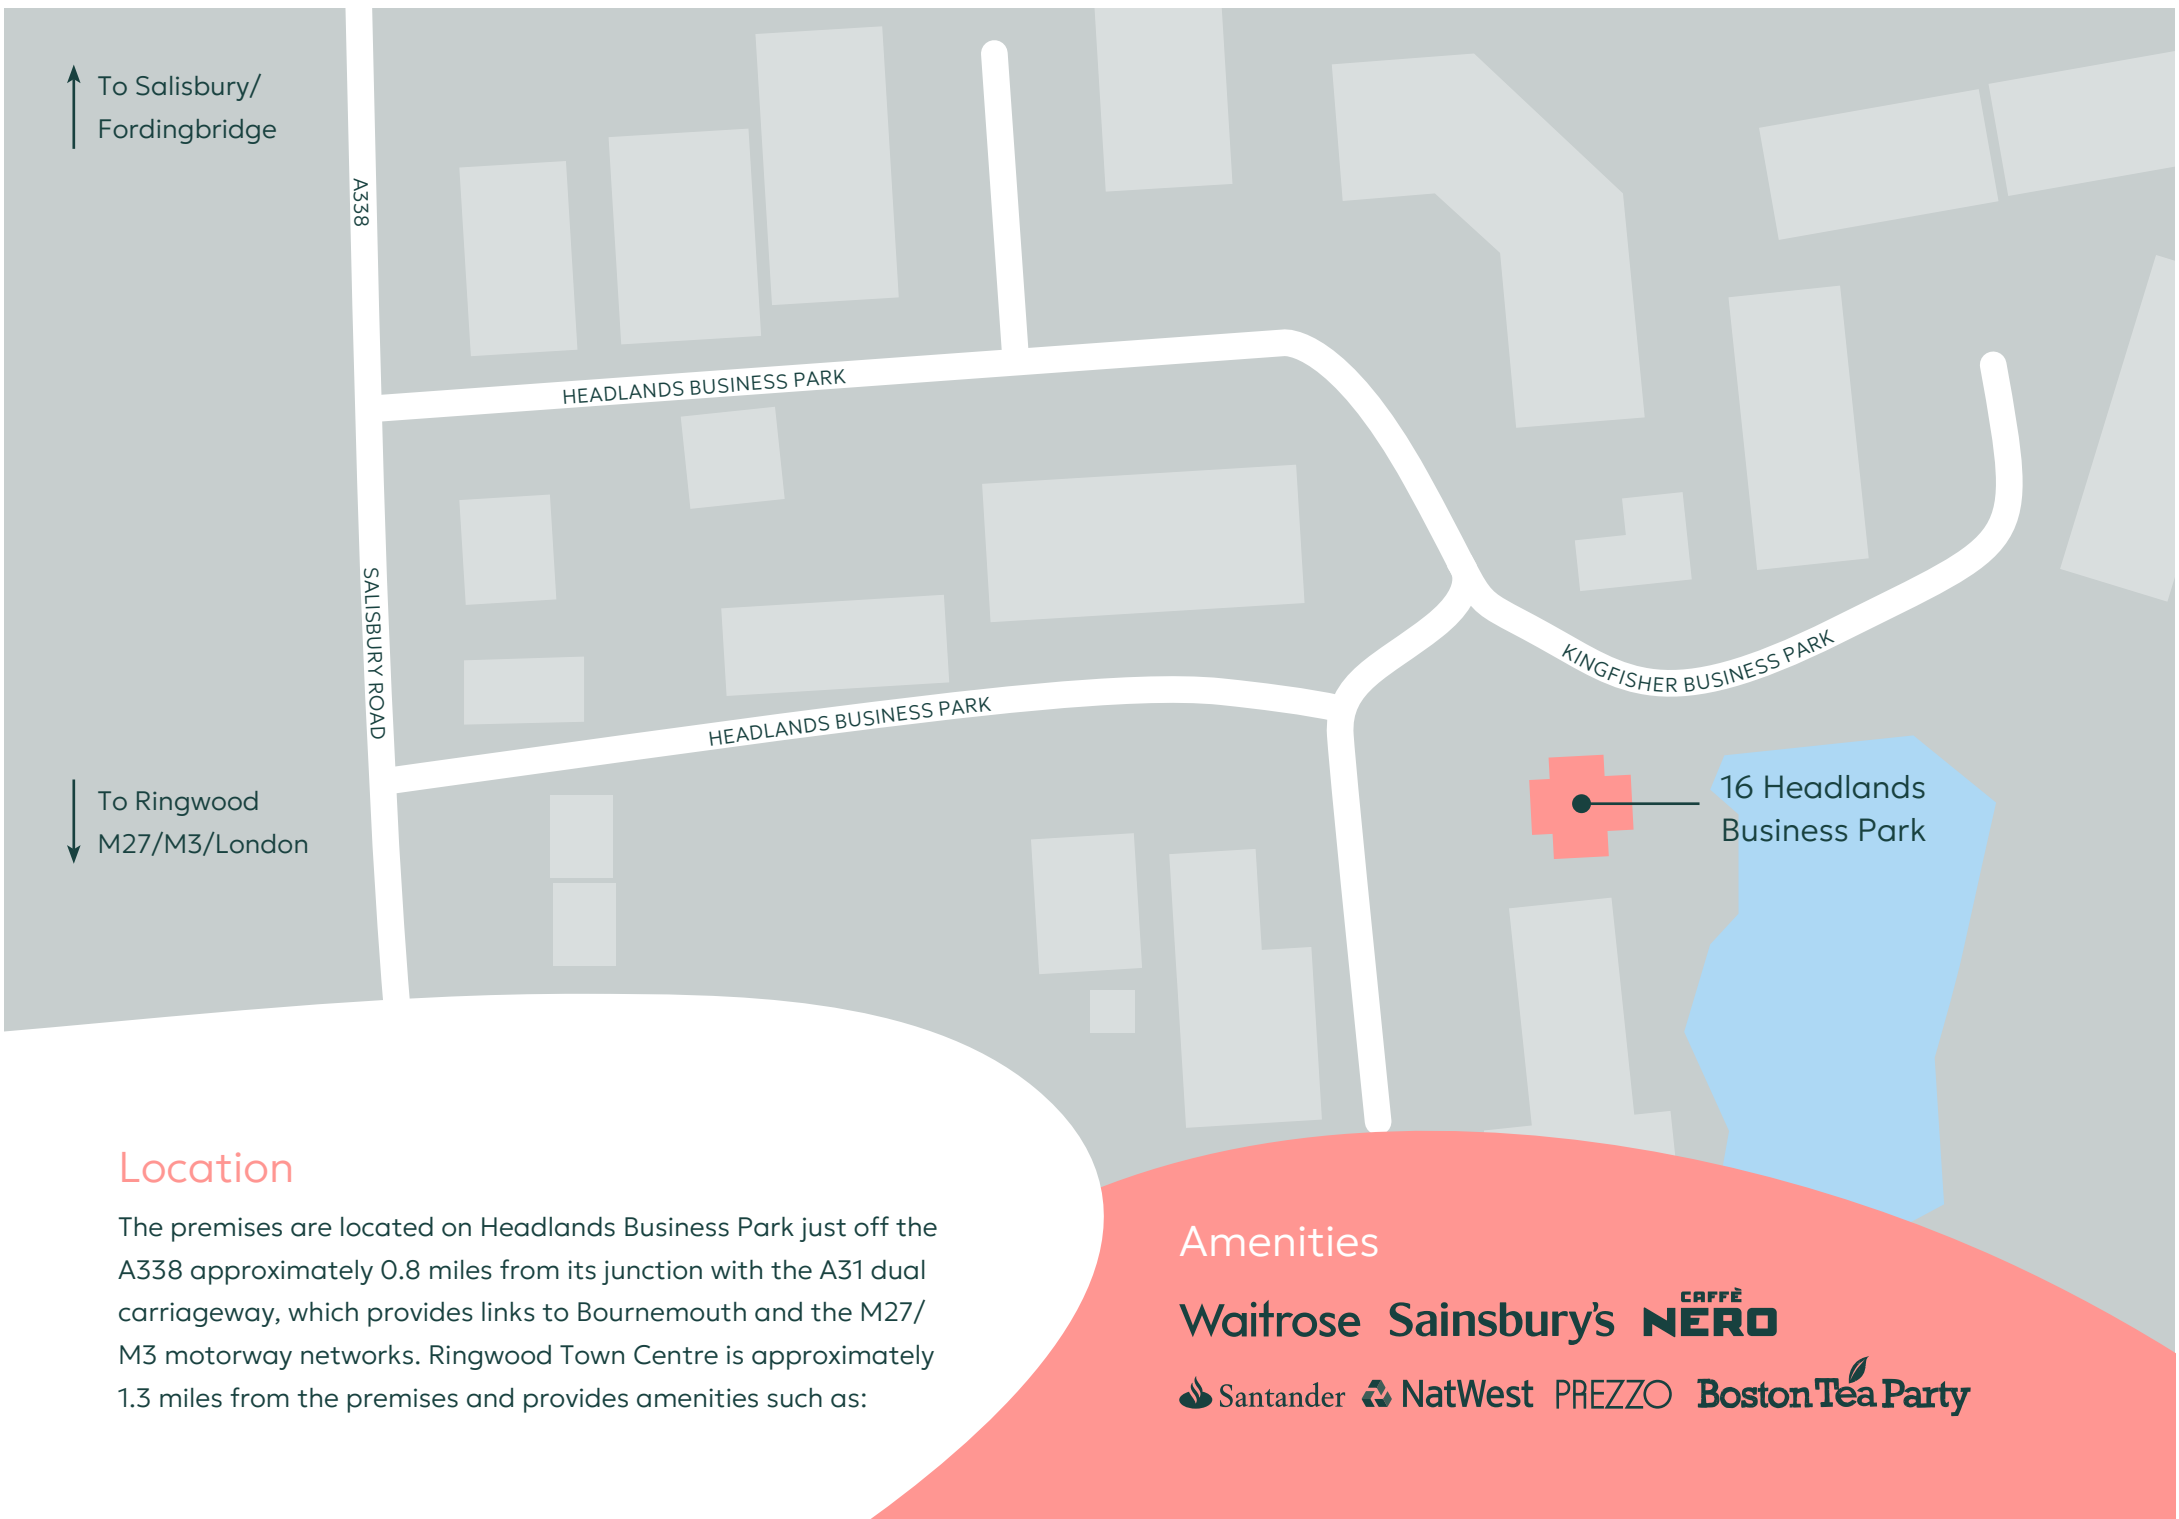 To Salisbury/
Fordingbridge
A338
HEADLANDS BUSINESS PARK
SALISBURY ROAD
KINGFISHER BUSINESS PARK
HEADLANDS BUSINESS PARK
To Ringwood
M27/M3/London
16 Headlands
Business Park
Location
The premises are located on Headlands Business Park just off the
A338 approximately 0.8 miles from its junction with the A31 dual
carriageway, which provides links to Bournemouth and the M27/
M3 motorway networks. Ringwood Town Centre is approximately
1.3 miles from the premises and provides amenities such as:
Amenities
Waitrose Sainsbury's CAFFÈ NERO
Santander NatWest PREZZO Boston Tea Party